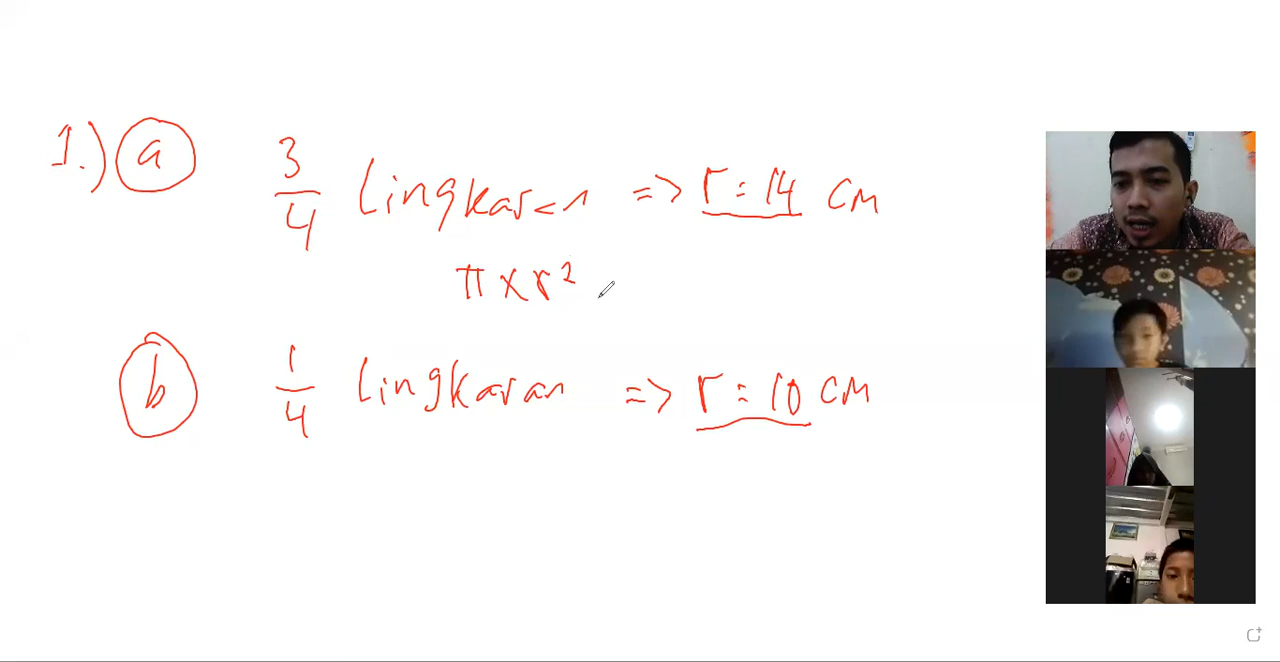 1.) a 3/4 Lingkaran => r = 14 cm
π x r²
b 1/4 Lingkaran => r = 10 cm